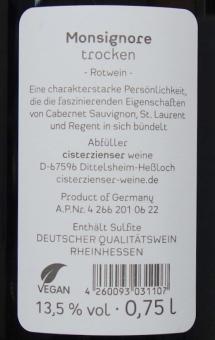 Monsignore
trocken
- Rotwein -
Eine charakterstarke Persönlichkeit,
die die faszinierenden Eigenschaften
von Cabernet Sauvignon, St. Laurent
und Regent in sich bündelt
Abfüller
cisterzienser weine
D-67596 Dittelsheim-Heßloch
cisterzienser-weine.de
Product of Germany
A.P.Nr. 4 266 201 06 22
Enthält Sulfite
DEUTSCHER QUALITÄTSWEIN
RHEINHESSEN
VEGAN
4 260093 031107
13,5 % vol · 0,75 l